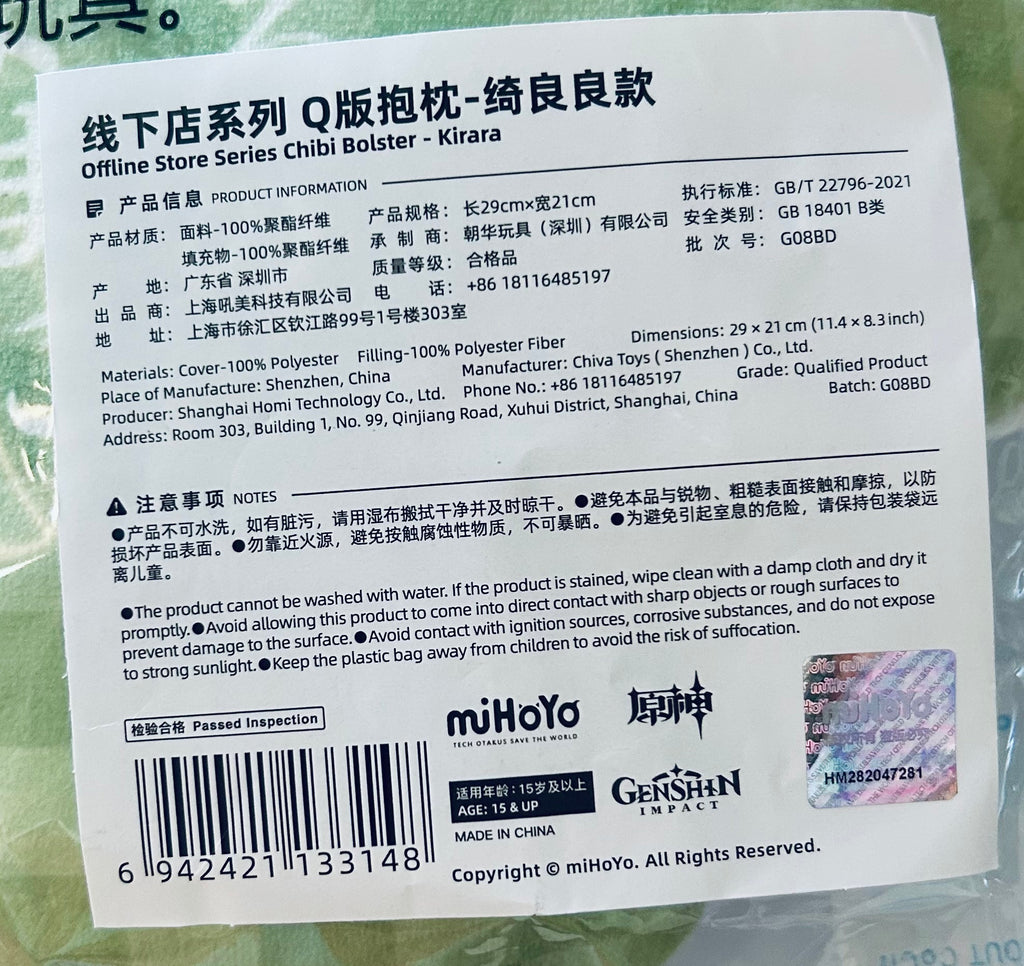 玩具。
线下店系列 Q版抱枕-绮良良款
Offline Store Series Chibi Bolster - Kirara
产品信息 PRODUCT INFORMATION
产品材质： 面料-100%聚酯纤维
填充物-100%聚酯纤维
产 地： 广东省 深圳市
出 品 商： 上海吼美科技有限公司
地 址： 上海市徐汇区钦江路99号1号楼303室
产品规格： 长29cm×宽21cm
承 制 商： 朝华玩具（深圳）有限公司
质量等级： 合格品
电 话： +86 18116485197
执行标准： GB/T 22796-2021
安全类别： GB 18401 B类
批 次 号： G08BD
Materials: Cover-100% Polyester Filling-100% Polyester Fiber Dimensions: 29 × 21 cm (11.4 × 8.3 inch)
Place of Manufacture: Shenzhen, China Manufacturer: Chiva Toys ( Shenzhen ) Co., Ltd.
Producer: Shanghai Homi Technology Co., Ltd. Phone No.: +86 18116485197 Grade: Qualified Product
Address: Room 303, Building 1, No. 99, Qinjiang Road, Xuhui District, Shanghai, China Batch: G08BD
注意事项 NOTES
●产品不可水洗，如有脏污，请用湿布搬拭干净并及时晾干。●避免本品与锐物、粗糙表面接触和摩掠，以防
损坏产品表面。●勿靠近火源，避免按触腐蚀性物质，不可暴晒。●为避免引起窒息的危险，请保持包装袋远
离儿童。
●The product cannot be washed with water. If the product is stained, wipe clean with a damp cloth and dry it
promptly.●Avoid allowing this product to come into direct contact with sharp objects or rough surfaces to
prevent damage to the surface.●Avoid contact with ignition sources, corrosive substances, and do not expose
to strong sunlight.●Keep the plastic bag away from children to avoid the risk of suffocation.
检验合格 Passed Inspection
6 942421 133148
miHoYo
TECH OTAKUS SAVE THE WORLD
原神
适用年龄：15岁及以上
AGE: 15 & UP
MADE IN CHINA
GENSHIN
IMPACT
miHoYo
HM282047281
Copyright © miHoYo. All Rights Reserved.